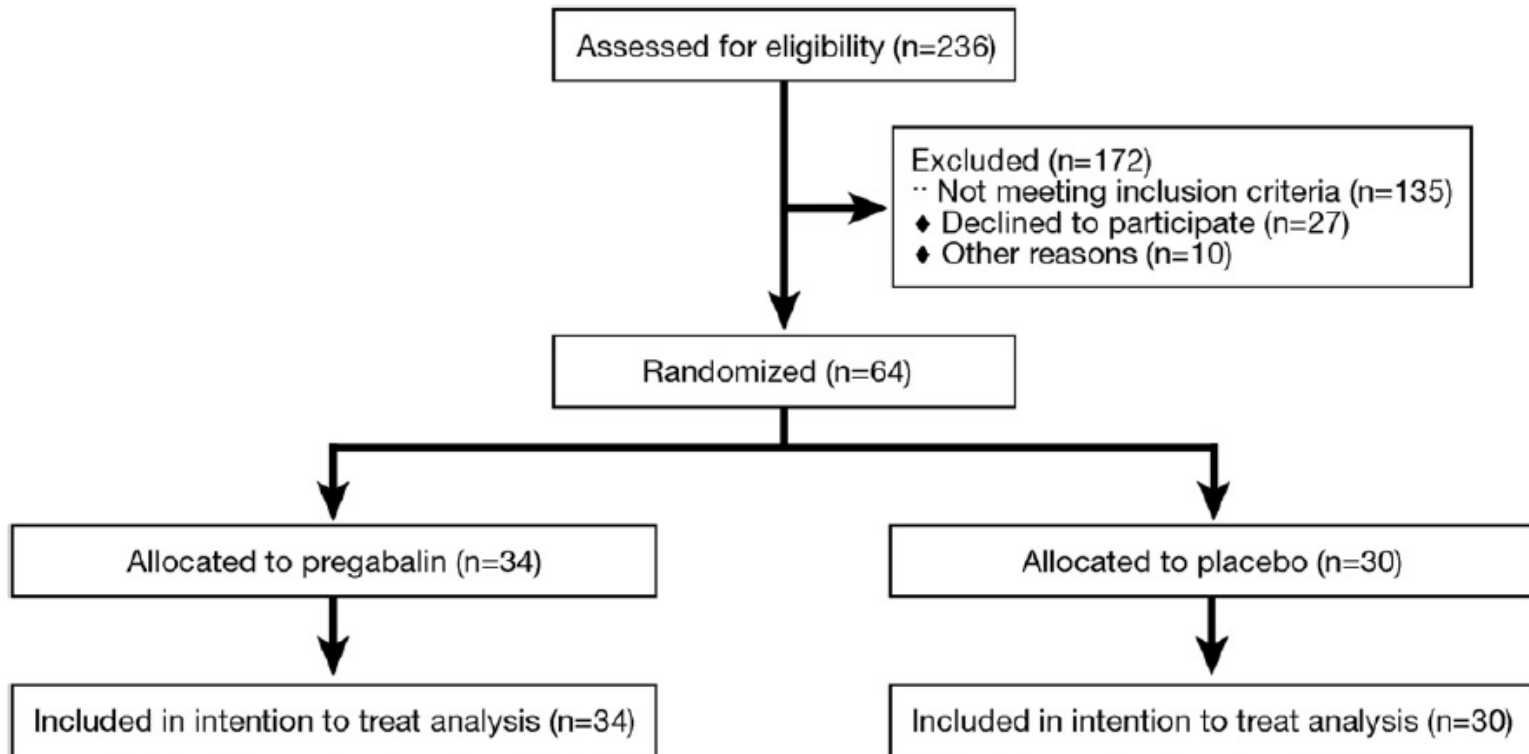 Assessed for eligibility (n=236)
Excluded (n=172)
·· Not meeting inclusion criteria (n=135)
♦ Declined to participate (n=27)
♦ Other reasons (n=10)
Randomized (n=64)
Allocated to pregabalin (n=34)
Allocated to placebo (n=30)
Included in intention to treat analysis (n=34)
Included in intention to treat analysis (n=30)